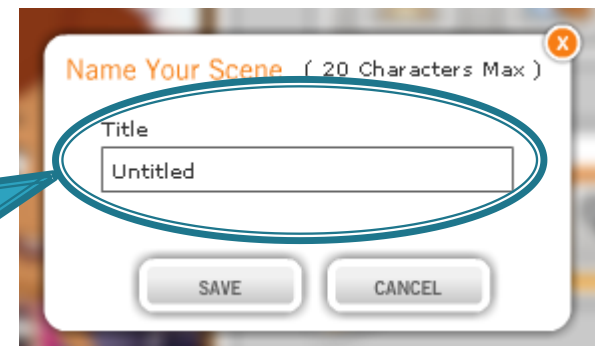 X
Name Your Scene ( 20 Characters Max )
Title
Untitled
SAVE CANCEL